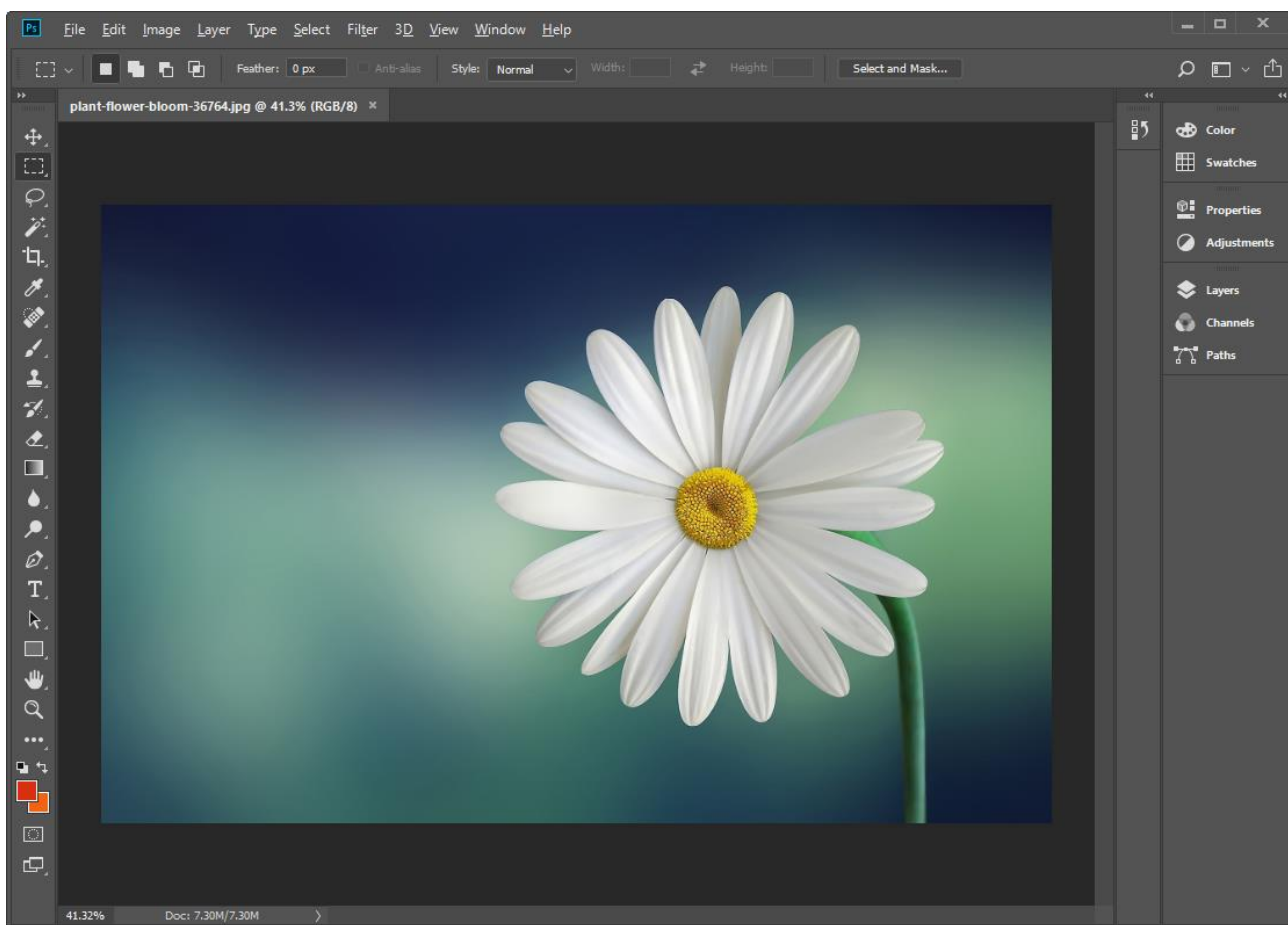 Ps File Edit Image Layer Type Select Filter 3D View Window Help
Feather: 0 px Anti-alias Style: Normal Width: Height: Select and Mask...
plant-flower-bloom-36764.jpg @ 41.3% (RGB/8) ×
Color
Swatches
Properties
Adjustments
Layers
Channels
Paths
41.32% Doc: 7.30M/7.30M